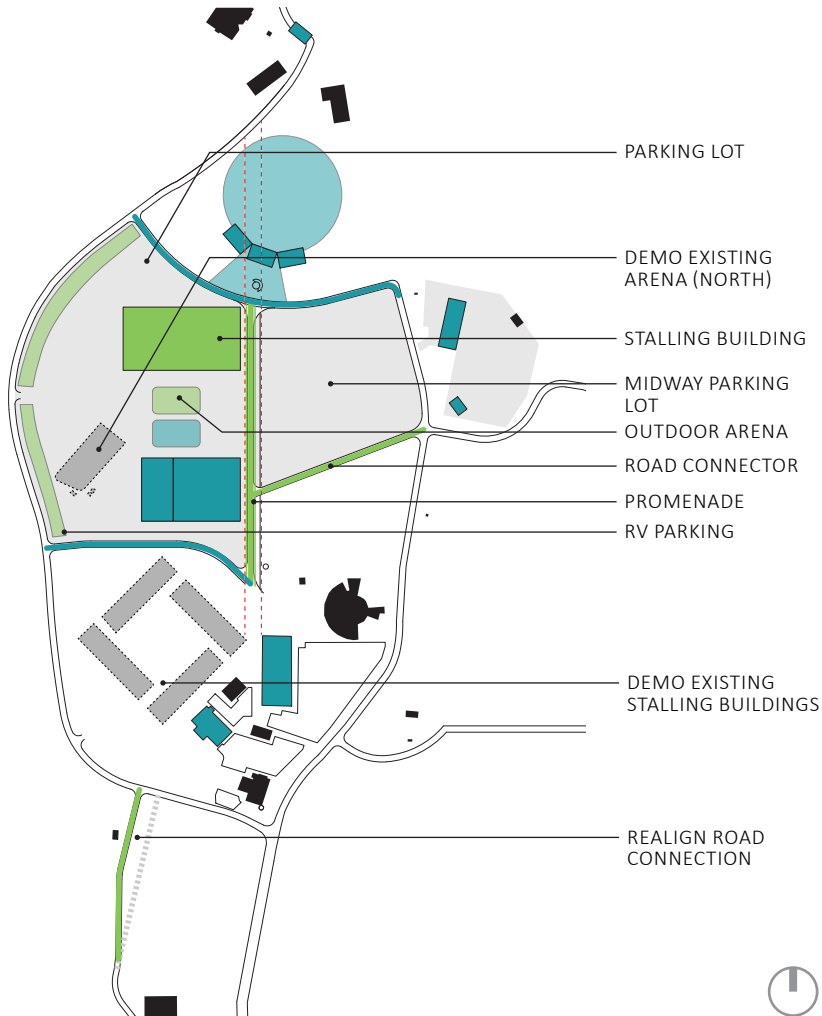 PARKING LOT
DEMO EXISTING
ARENA (NORTH)
STALLING BUILDING
MIDWAY PARKING
LOT
OUTDOOR ARENA
ROAD CONNECTOR
PROMENADE
RV PARKING
DEMO EXISTING
STALLING BUILDINGS
REALIGN ROAD
CONNECTION